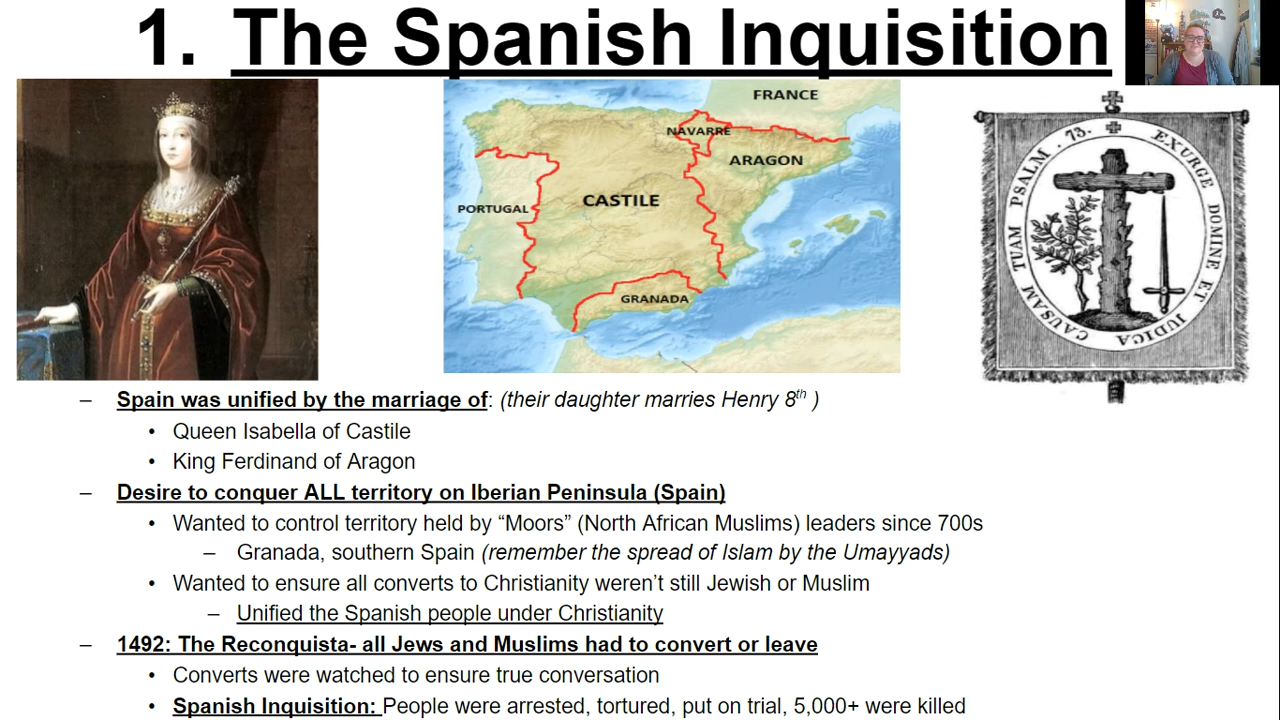 1. The Spanish Inquisition
FRANCE
NAVARRE
ARAGON
CASTILE
PORTUGAL
GRANADA
EXURGE DOMINE ET JUDICA CAUSAM TUAM PSALM. 73.
– Spain was unified by the marriage of: (their daughter marries Henry 8th )
• Queen Isabella of Castile
• King Ferdinand of Aragon
– Desire to conquer ALL territory on Iberian Peninsula (Spain)
• Wanted to control territory held by “Moors” (North African Muslims) leaders since 700s
– Granada, southern Spain (remember the spread of Islam by the Umayyads)
• Wanted to ensure all converts to Christianity weren’t still Jewish or Muslim
– Unified the Spanish people under Christianity
– 1492: The Reconquista- all Jews and Muslims had to convert or leave
• Converts were watched to ensure true conversation
• Spanish Inquisition: People were arrested, tortured, put on trial, 5,000+ were killed